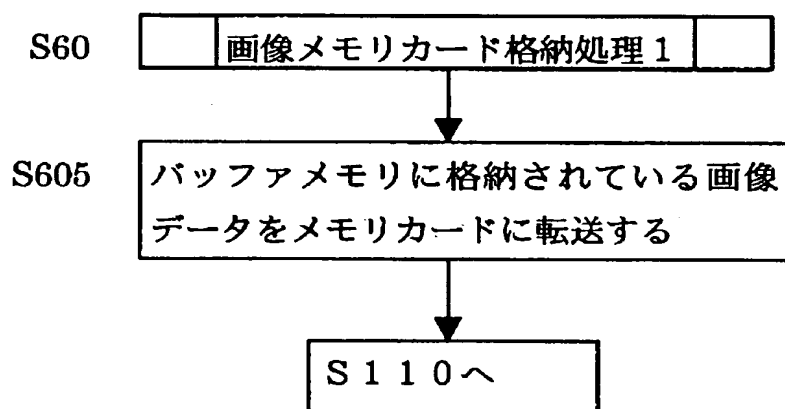 S60
画像メモリカード格納処理1
S605
バッファメモリに格納されている画像
データをメモリカードに転送する
S110へ